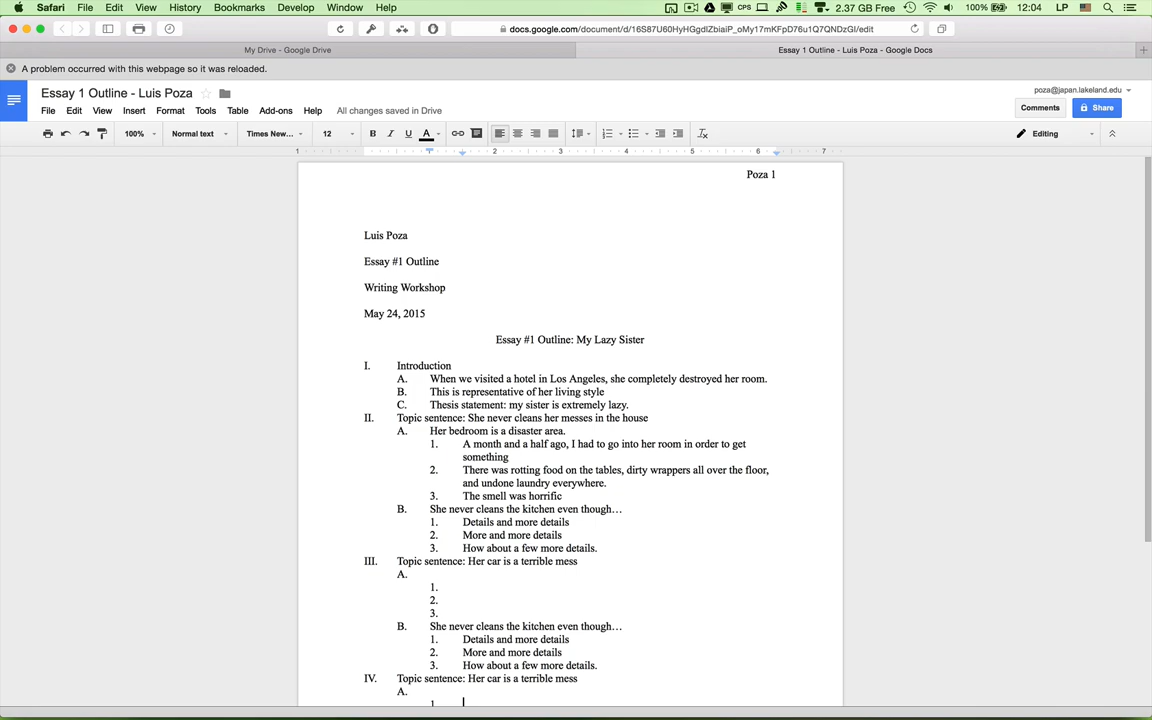 Safari File Edit View History Bookmarks Develop Window Help CPS 2.37 GB Free 100% 12:04 LP
docs.google.com/document/d/16S87U60HyHGgdlZbiaiP_oMy17mKFpD76u1Q7QNDzGI/edit
My Drive - Google Drive Essay 1 Outline - Luis Poza - Google Docs
A problem occurred with this webpage so it was reloaded.
Essay 1 Outline - Luis Poza poza@japan.lakeland.edu
File Edit View Insert Format Tools Table Add-ons Help All changes saved in Drive Comments Share
100% Normal text Times New... 12 B I U A Editing
1 1 2 3 4 5 6 7
Poza 1
Luis Poza
Essay #1 Outline
Writing Workshop
May 24, 2015
Essay #1 Outline: My Lazy Sister
I. Introduction
A. When we visited a hotel in Los Angeles, she completely destroyed her room.
B. This is representative of her living style
C. Thesis statement: my sister is extremely lazy.
II. Topic sentence: She never cleans her messes in the house
A. Her bedroom is a disaster area.
1. A month and a half ago, I had to go into her room in order to get
something
2. There was rotting food on the tables, dirty wrappers all over the floor,
and undone laundry everywhere.
3. The smell was horrific
B. She never cleans the kitchen even though…
1. Details and more details
2. More and more details
3. How about a few more details.
III. Topic sentence: Her car is a terrible mess
A.
1.
2.
3.
B. She never cleans the kitchen even though…
1. Details and more details
2. More and more details
3. How about a few more details.
IV. Topic sentence: Her car is a terrible mess
A.
1.